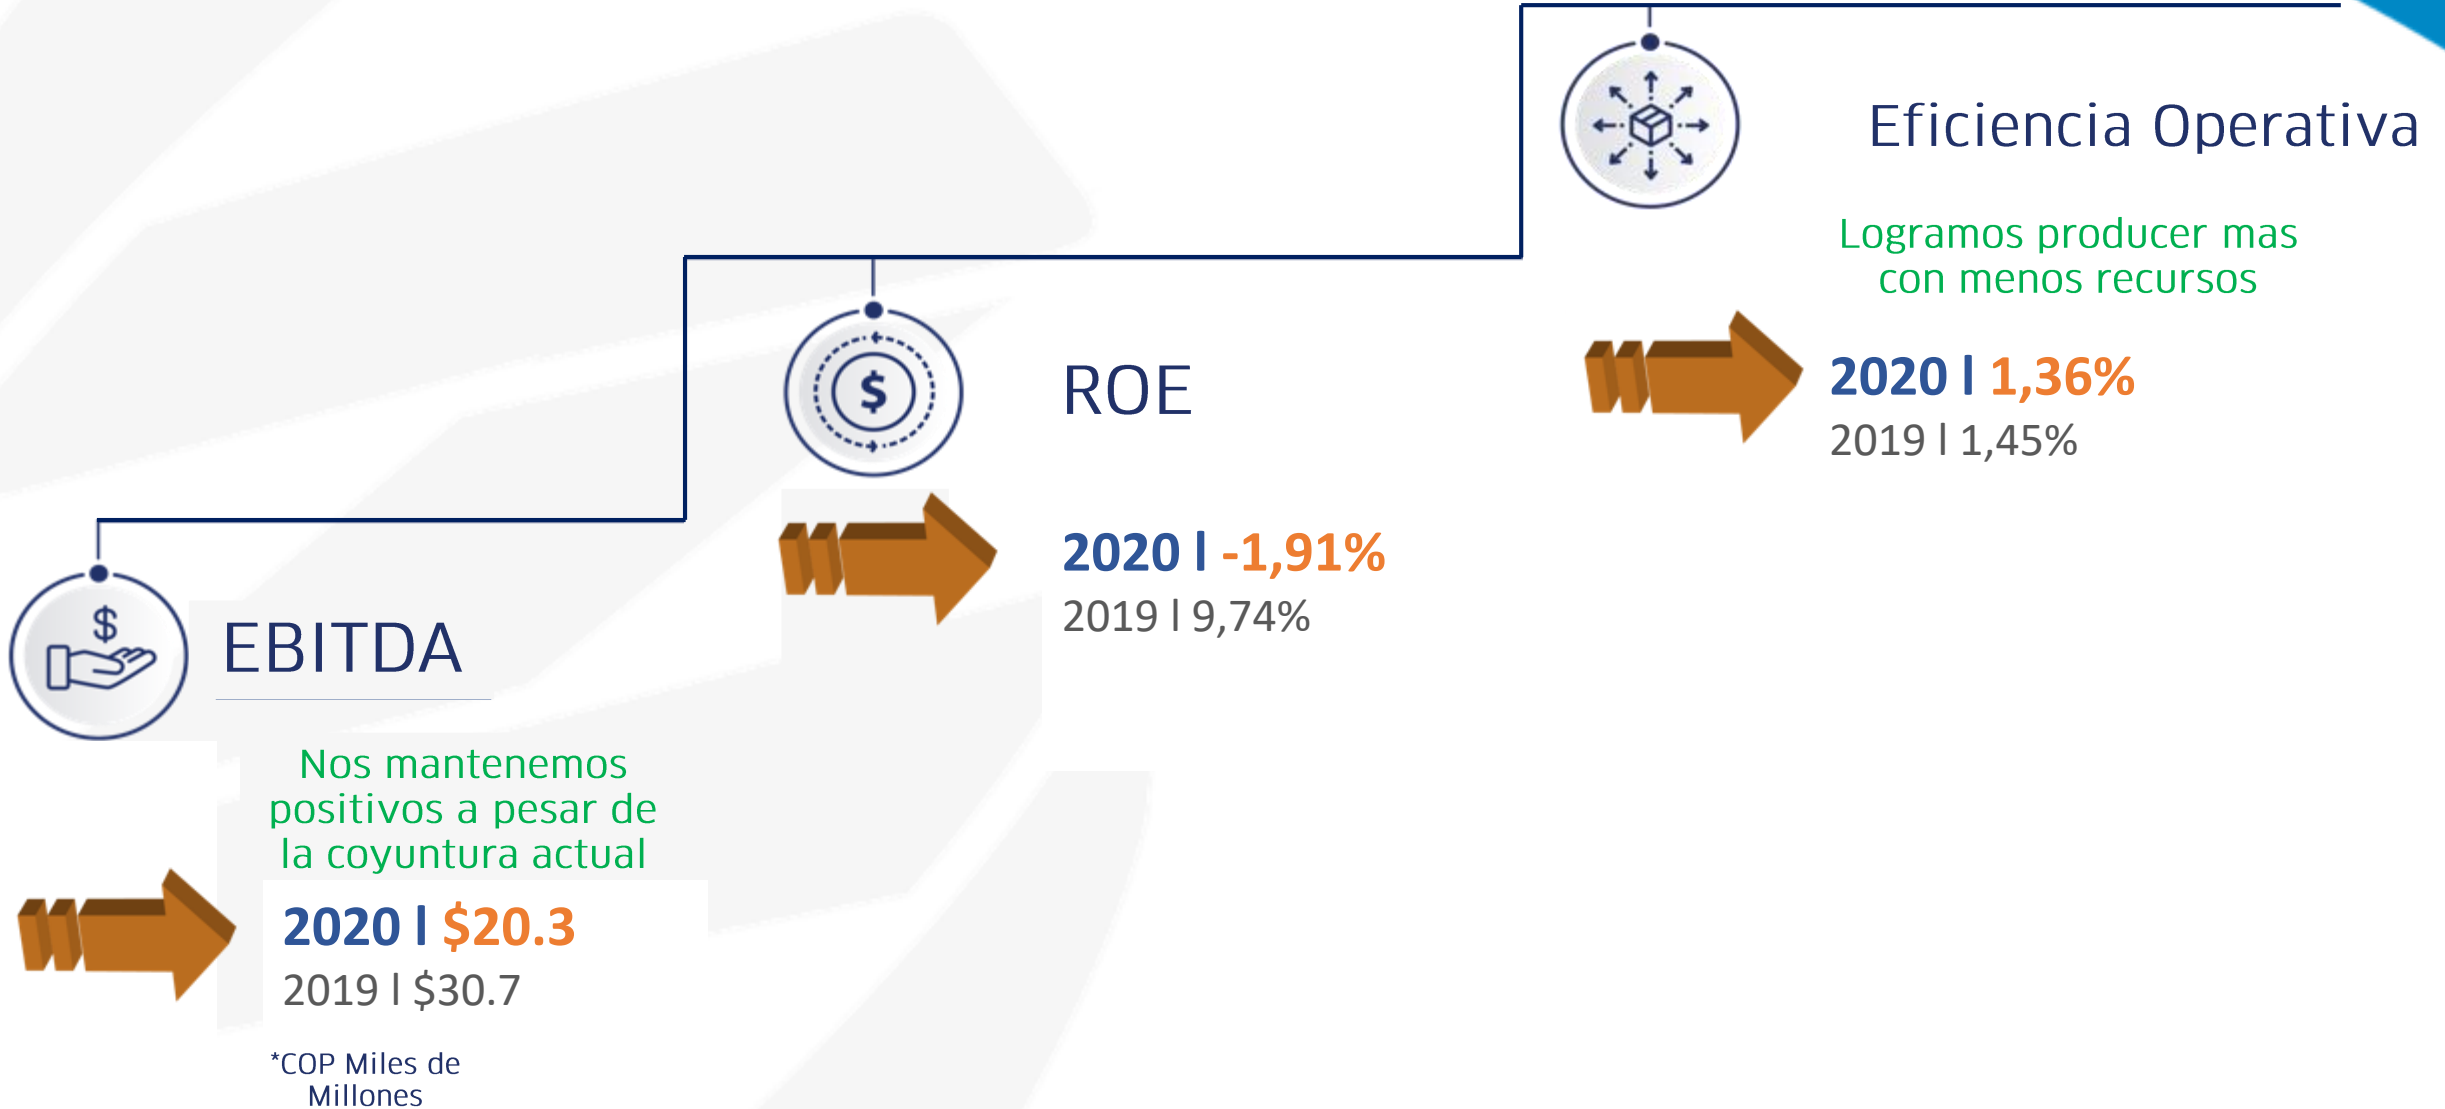 Eficiencia Operativa
Logramos producer mas
con menos recursos
2020 l 1,36%
2019 l 1,45%
ROE
2020 l -1,91%
2019 l 9,74%
EBITDA
Nos mantenemos
positivos a pesar de
la coyuntura actual
2020 l $20.3
2019 l $30.7
*COP Miles de
Millones